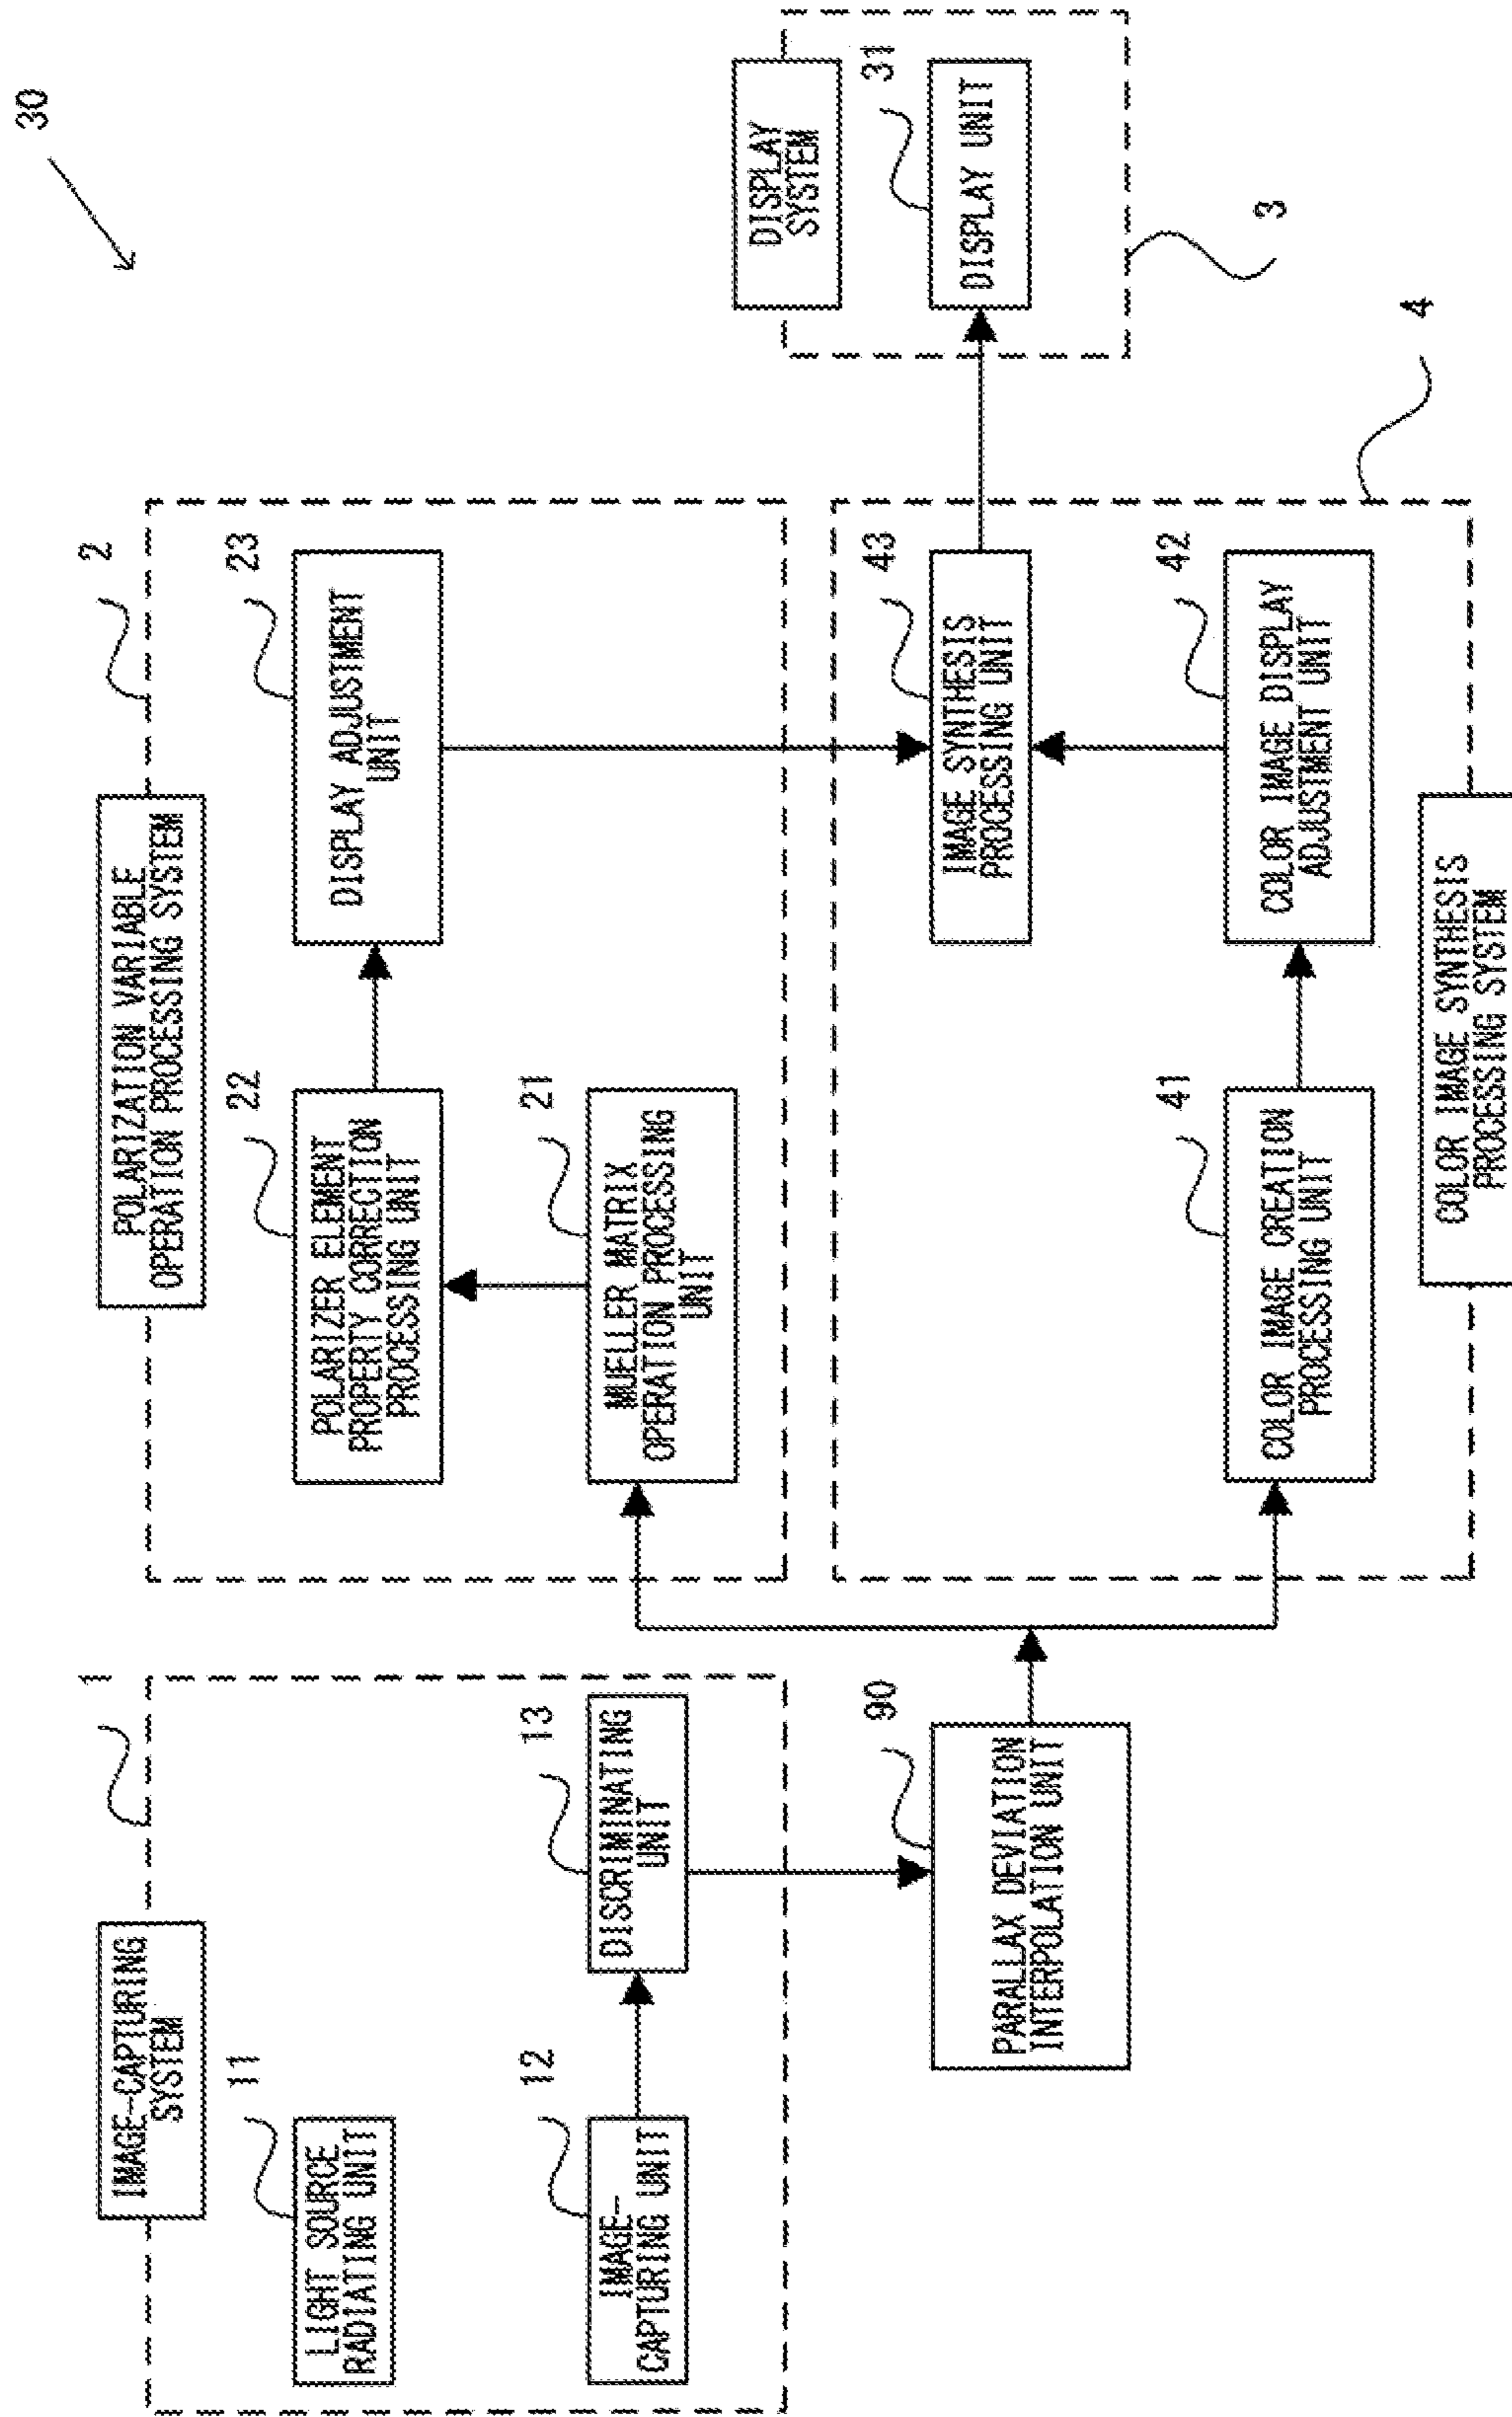 30
IMAGE-CAPTURING
SYSTEM
1
LIGHT SOURCE
RADIATING UNIT
11
IMAGE-
CAPTURING UNIT
12
DISCRIMINATING
UNIT
13
PARALLAX DEVIATION
INTERPOLATION UNIT
90
POLARIZATION VARIABLE
OPERATION PROCESSING SYSTEM
2
POLARIZER ELEMENT
PROPERTY CORRECTION
PROCESSING UNIT
22
DISPLAY ADJUSTMENT
UNIT
23
MUELLER MATRIX
OPERATION PROCESSING
UNIT
21
IMAGE SYNTHESIS
PROCESSING UNIT
43
COLOR IMAGE CREATION
PROCESSING UNIT
41
COLOR IMAGE DISPLAY
ADJUSTMENT UNIT
42
COLOR IMAGE SYNTHESIS
PROCESSING SYSTEM
4
DISPLAY
SYSTEM
DISPLAY UNIT
31
3